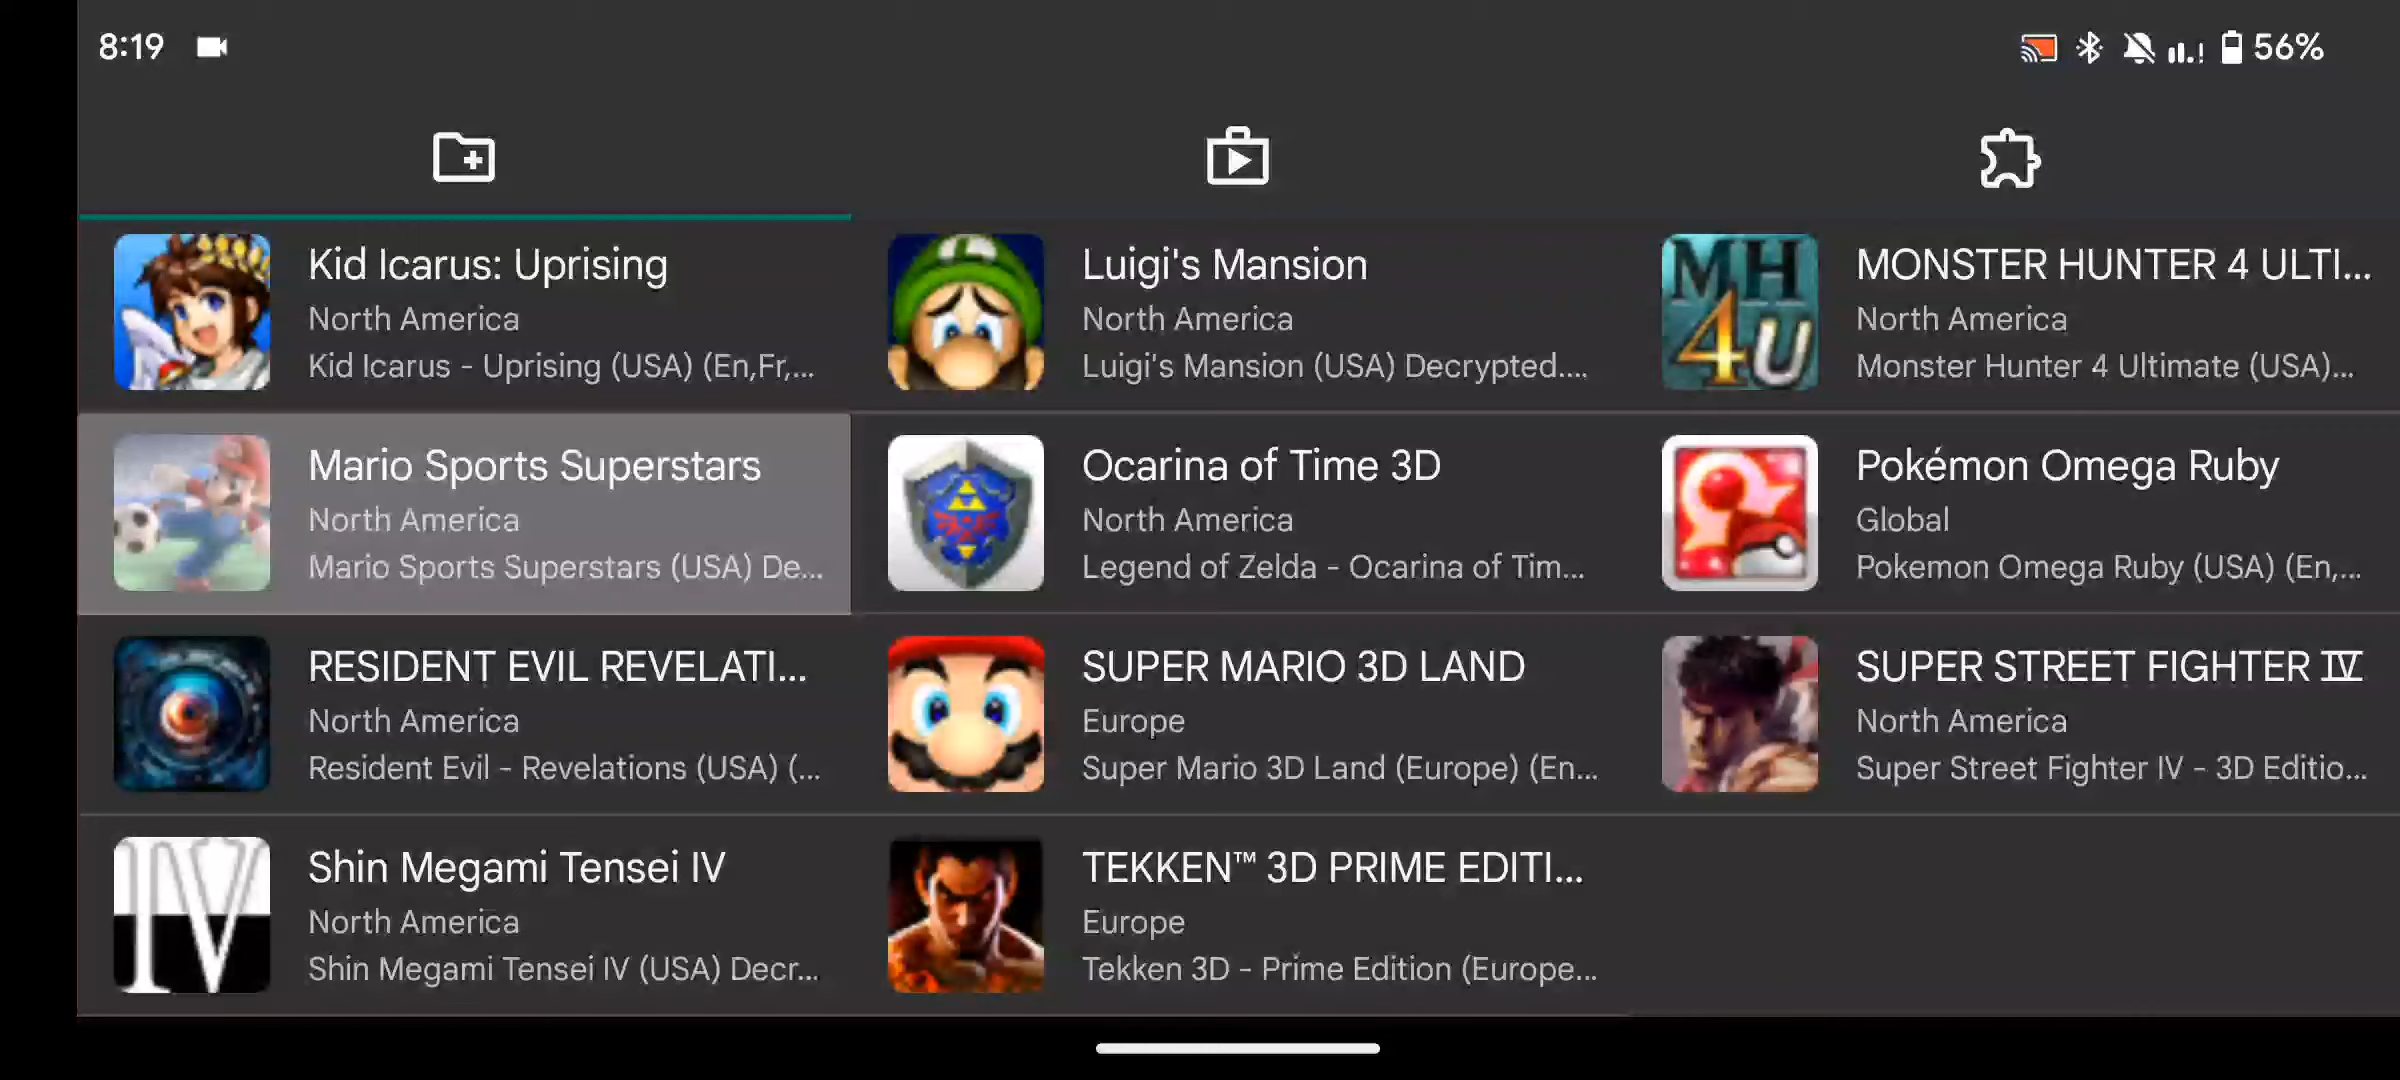 8:19
56%
Kid Icarus: Uprising
North America
Kid Icarus - Uprising (USA) (En,Fr,...
Luigi's Mansion
North America
Luigi's Mansion (USA) Decrypted....
MH
4U
MONSTER HUNTER 4 ULTI...
North America
Monster Hunter 4 Ultimate (USA)...
Mario Sports Superstars
North America
Mario Sports Superstars (USA) De...
Ocarina of Time 3D
North America
Legend of Zelda - Ocarina of Tim...
Pokémon Omega Ruby
Global
Pokemon Omega Ruby (USA) (En,...
RESIDENT EVIL REVELATI...
North America
Resident Evil - Revelations (USA) (...
SUPER MARIO 3D LAND
Europe
Super Mario 3D Land (Europe) (En...
SUPER STREET FIGHTER Ⅳ
North America
Super Street Fighter IV - 3D Editio...
IV
Shin Megami Tensei IV
North America
Shin Megami Tensei IV (USA) Decr...
TEKKEN™ 3D PRIME EDITI...
Europe
Tekken 3D - Prime Edition (Europe...